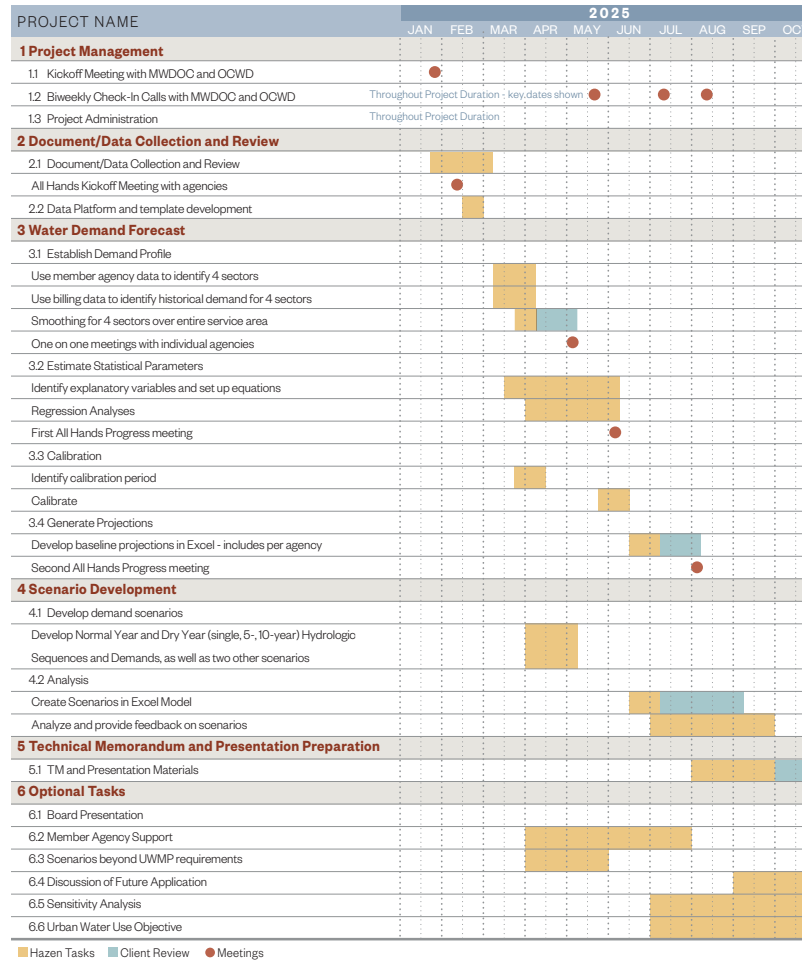 PROJECT NAME
2025
JAN FEB MAR APR MAY JUN JUL AUG SEP OC
1 Project Management
1.1 Kickoff Meeting with MWDOC and OCWD
1.2 Biweekly Check-In Calls with MWDOC and OCWD Throughout Project Duration - key dates shown
1.3 Project Administration Throughout Project Duration
2 Document/Data Collection and Review
2.1 Document/Data Collection and Review
All Hands Kickoff Meeting with agencies
2.2 Data Platform and template development
3 Water Demand Forecast
3.1 Establish Demand Profile
Use member agency data to identify 4 sectors
Use billing data to identify historical demand for 4 sectors
Smoothing for 4 sectors over entire service area
One on one meetings with individual agencies
3.2 Estimate Statistical Parameters
Identify explanatory variables and set up equations
Regression Analyses
First All Hands Progress meeting
3.3 Calibration
Identify calibration period
Calibrate
3.4 Generate Projections
Develop baseline projections in Excel - includes per agency
Second All Hands Progress meeting
4 Scenario Development
4.1 Develop demand scenarios
Develop Normal Year and Dry Year (single, 5-, 10-year) Hydrologic
Sequences and Demands, as well as two other scenarios
4.2 Analysis
Create Scenarios in Excel Model
Analyze and provide feedback on scenarios
5 Technical Memorandum and Presentation Preparation
5.1 TM and Presentation Materials
6 Optional Tasks
6.1 Board Presentation
6.2 Member Agency Support
6.3 Scenarios beyond UWMP requirements
6.4 Discussion of Future Application
6.5 Sensitivity Analysis
6.6 Urban Water Use Objective
Hazen Tasks Client Review Meetings